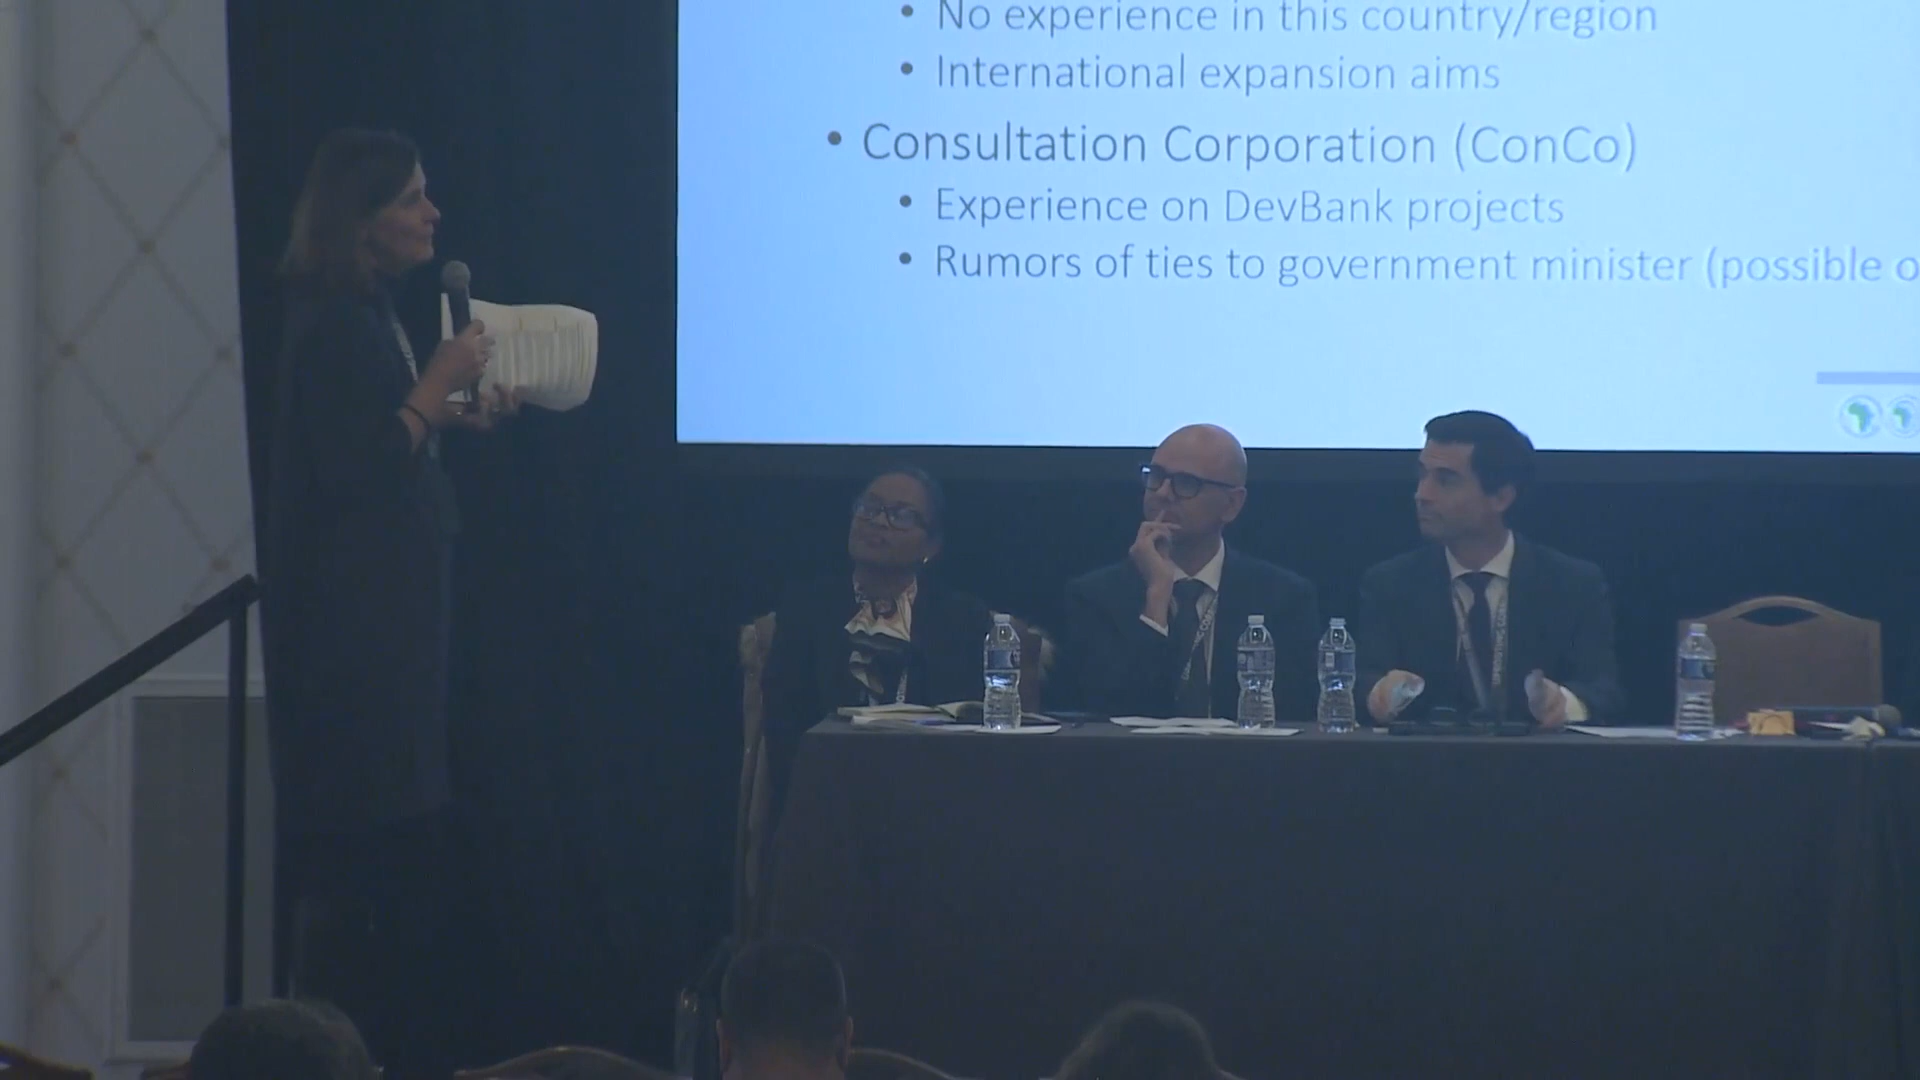 • No experience in this country/region
• International expansion aims
• Consultation Corporation (ConCo)
• Experience on DevBank projects
• Rumors of ties to government minister (possible o